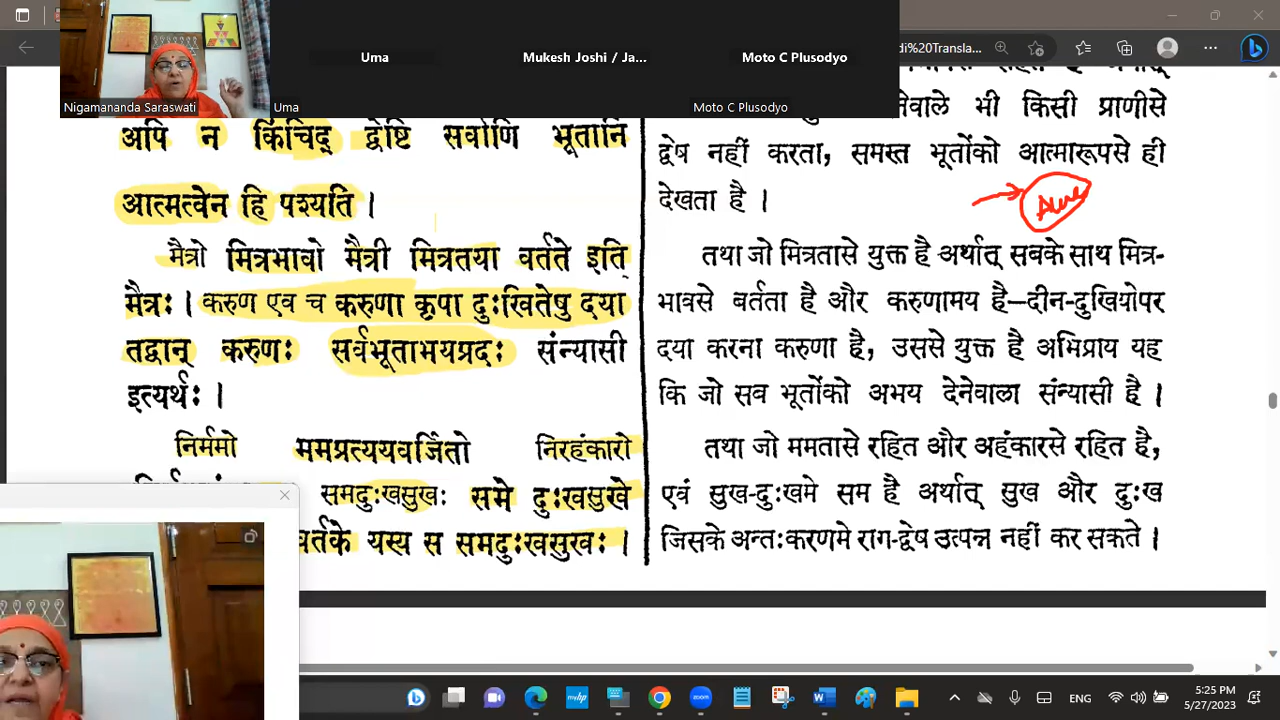 di%20Transla...
Uma
Mukesh Joshi / Ja...
Moto C Plusodyo
Nigamananda Saraswati
Uma
Moto C Plusodyo
अपि न किंचिद् द्वेष्टि सर्वाणि भूतानि
आत्मत्वेन हि पश्यति ।
मैत्रो मित्रभावो मैत्री मित्रतया वर्तते इति
मैत्रः । करुण एव च करुणा कृपा दुःखितेषु दया
तद्वान् करुणः सर्वभूताभयप्रदः संन्यासी
इत्यर्थः ।
निर्ममो ममप्रत्ययवर्जितो निरहंकारो
समदुःखसुखः समे दुःखसुखे
यस्य स समदुःखसुखः ।
भी किसी प्राणीसे
द्वेष नहीं करता, समस्त भूतोंको आत्मारूपसे ही
देखता है ।
तथा जो मित्रतासे युक्त है अर्थात् सबके साथ मित्र-
भावसे बर्तता है और करुणामय है—दीन-दुखियोपर
दया करना करुणा है, उससे युक्त है अभिप्राय यह
कि जो सब भूतोंको अभय देनेवाला संन्यासी है ।
तथा जो ममतासे रहित और अहंकारसे रहित है,
एवं सुख-दुःखमे सम है अर्थात् सुख और दुःख
जिसके अन्तःकरणमे राग-द्वेष उत्पन्न नहीं कर सकते ।
ENG
5:25 PM
5/27/2023